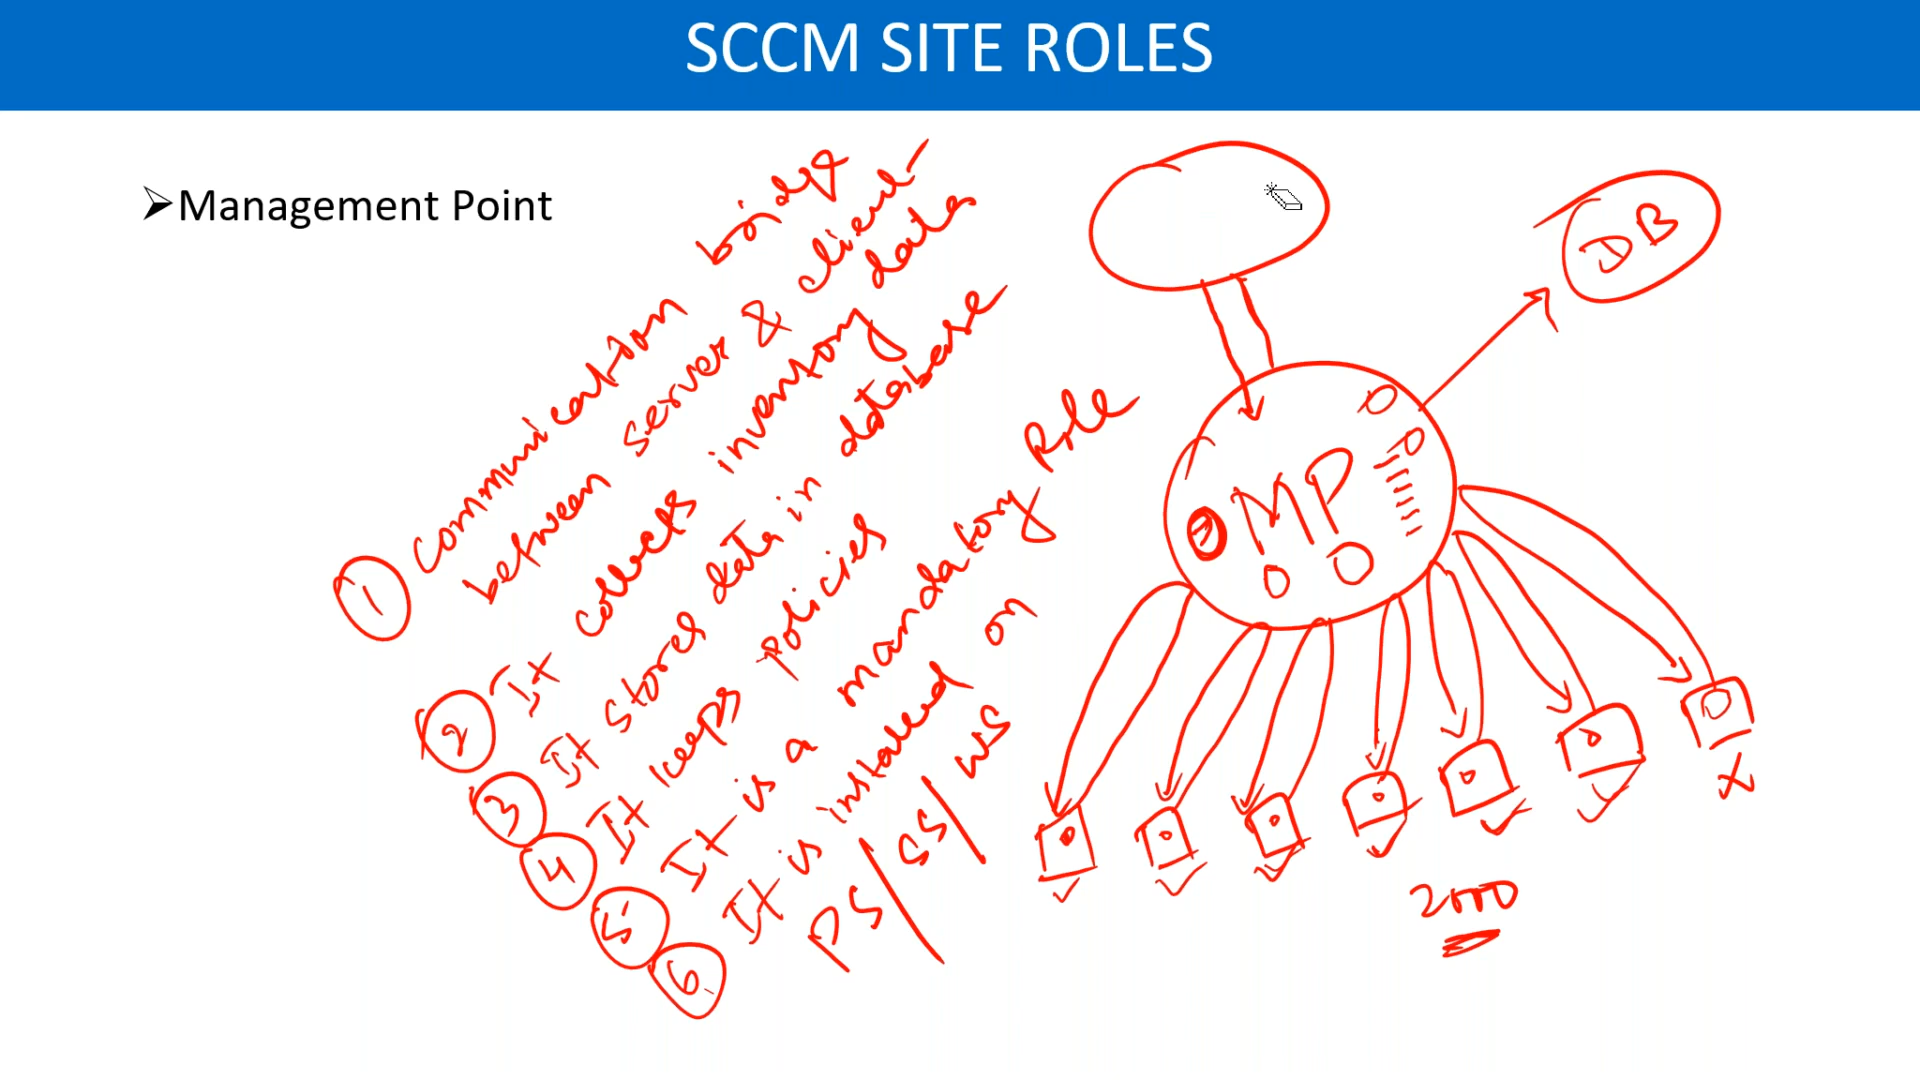 SCCM SITE ROLES
➢Management Point
1 communication bridge
between server & client
2 It collects inventory data
3 It stores data in database
4 It keeps policies
5 It is a mandatory Role
6 It is installed on
PS/SS/WS
DB
MP
2000